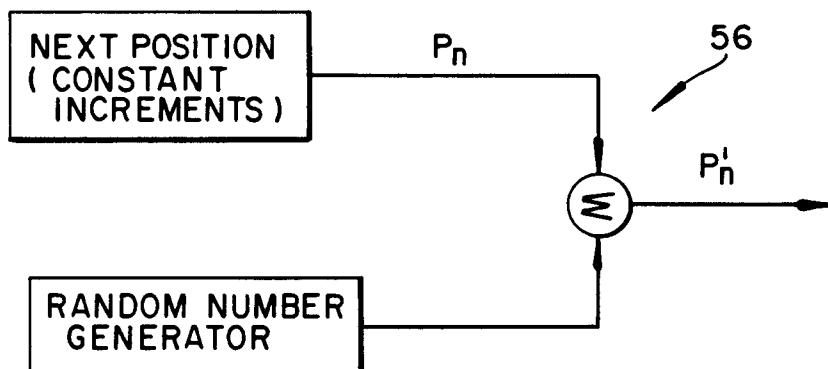 NEXT POSITION
( CONSTANT
INCREMENTS )
Pn
56
Σ
P'n
RANDOM NUMBER
GENERATOR